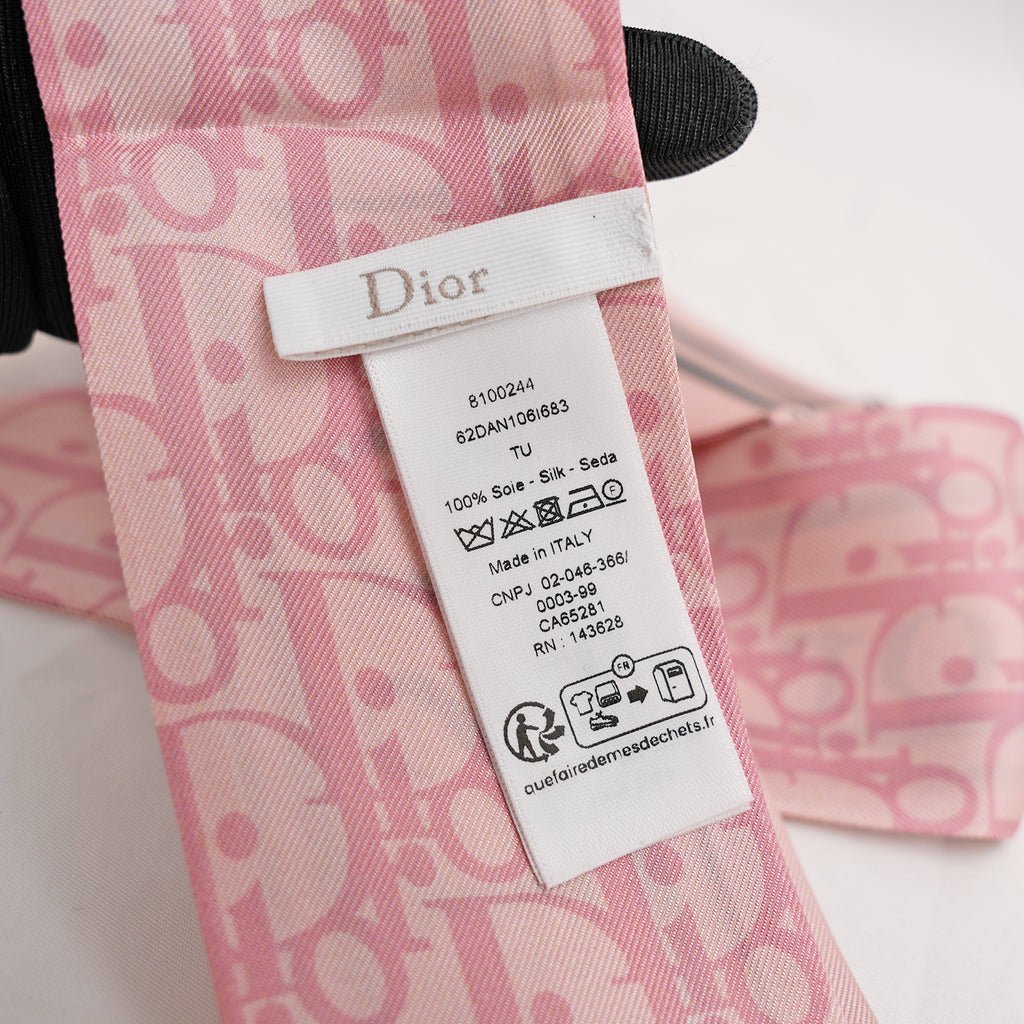 Dior
8100244
62DAN106I683
TU
100% Soie - Silk - Seda
F
Made in ITALY
CNPJ 02-046-366/
0003-99
CA65281
RN : 143628
FR
quefairedemesdechets.fr